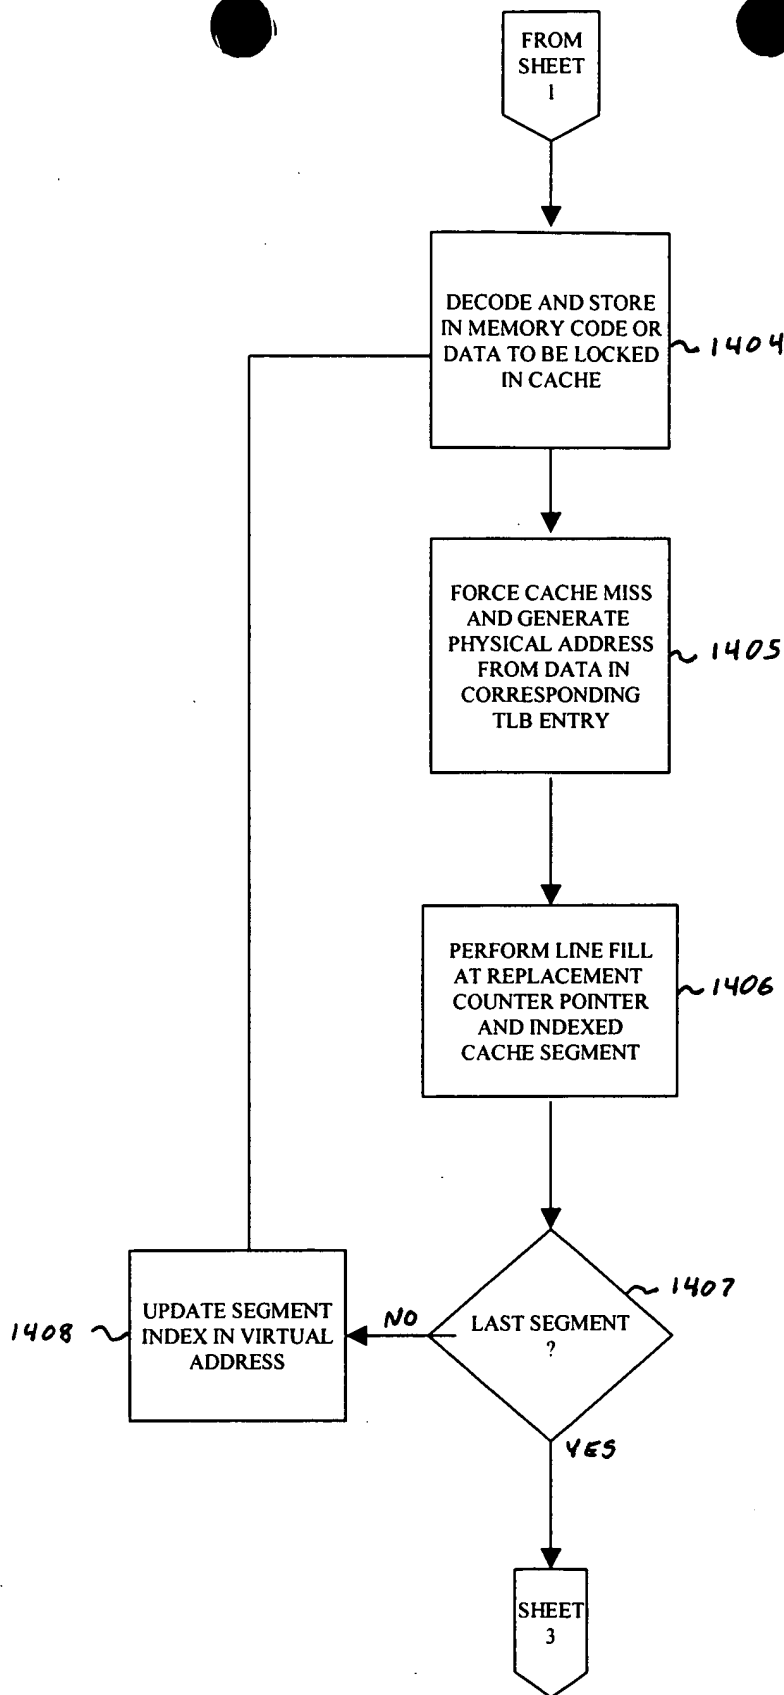 FROM
SHEET
1
DECODE AND STORE
IN MEMORY CODE OR
DATA TO BE LOCKED
IN CACHE
1404
FORCE CACHE MISS
AND GENERATE
PHYSICAL ADDRESS
FROM DATA IN
CORRESPONDING
TLB ENTRY
1405
PERFORM LINE FILL
AT REPLACEMENT
COUNTER POINTER
AND INDEXED
CACHE SEGMENT
1406
LAST SEGMENT
?
1407
NO
UPDATE SEGMENT
INDEX IN VIRTUAL
ADDRESS
1408
YES
SHEET
3